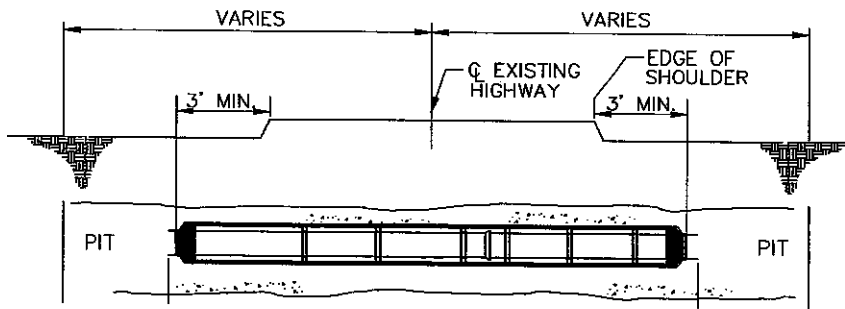 VARIES
VARIES
℄ EXISTING
HIGHWAY
EDGE OF
SHOULDER
3' MIN.
3' MIN.
PIT
PIT